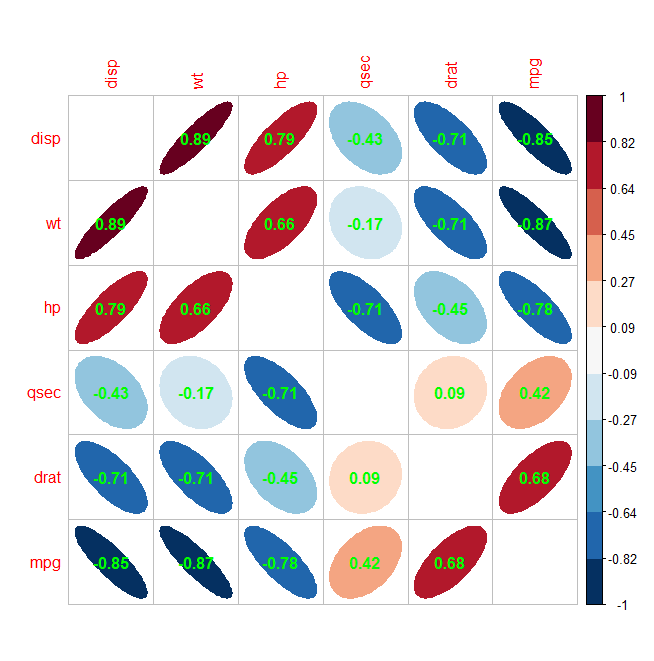 disp wt hp qsec drat mpg
disp 0.89 0.79 -0.43 -0.71 -0.85
wt 0.89 0.66 -0.17 -0.71 -0.87
hp 0.79 0.66 -0.71 -0.45 -0.78
qsec -0.43 -0.17 -0.71 0.09 0.42
drat -0.71 -0.71 -0.45 0.09 0.68
mpg -0.85 -0.87 -0.78 0.42 0.68
1
0.82
0.64
0.45
0.27
0.09
-0.09
-0.27
-0.45
-0.64
-0.82
-1